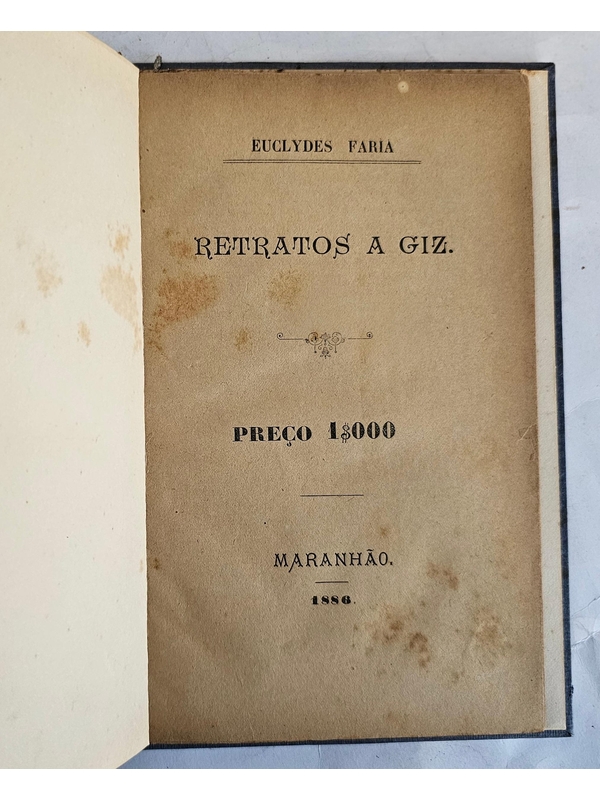 EUCLYDES FARIA
RETRATOS A GIZ.
PREÇO 1$000
MARANHÃO.
1886.